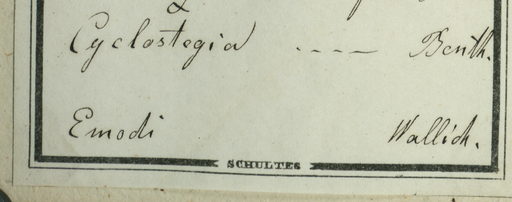 Cyclostegia ---- Benth.
Emodi Wallich.
SCHULTES